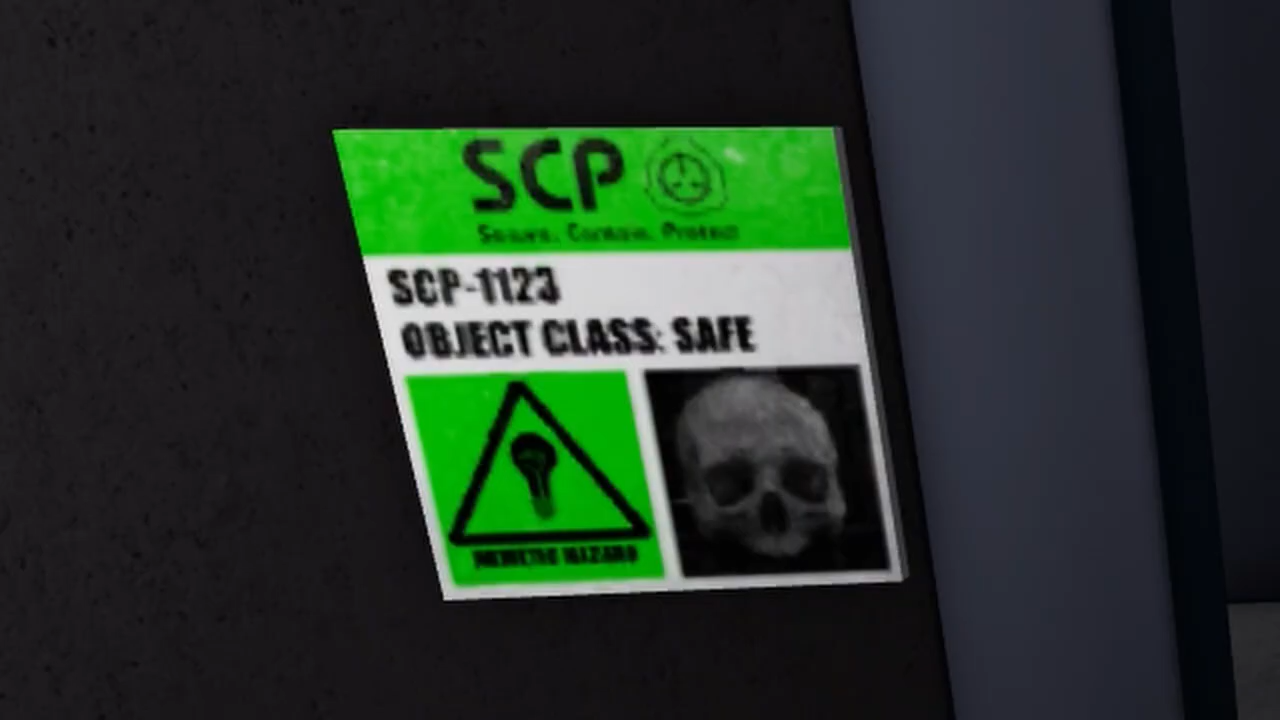 SCP
Secure. Contain. Protect
SCP-1123
OBJECT CLASS: SAFE
MEMETIC HAZARD